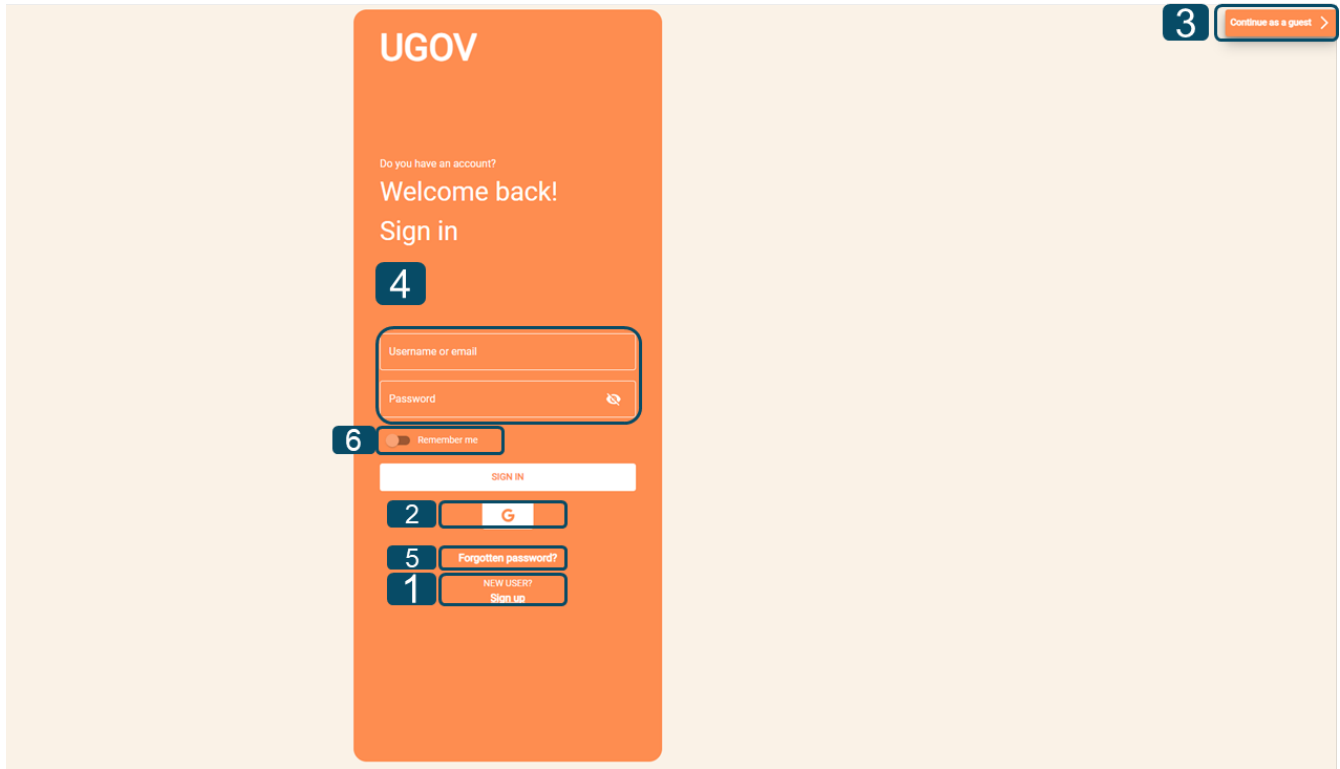 3
Continue as a guest
UGOV
Do you have an account?
Welcome back!
Sign in
4
Username or email
Password
6
Remember me
SIGN IN
2
G
5
Forgotten password?
1
NEW USER?
Sign up